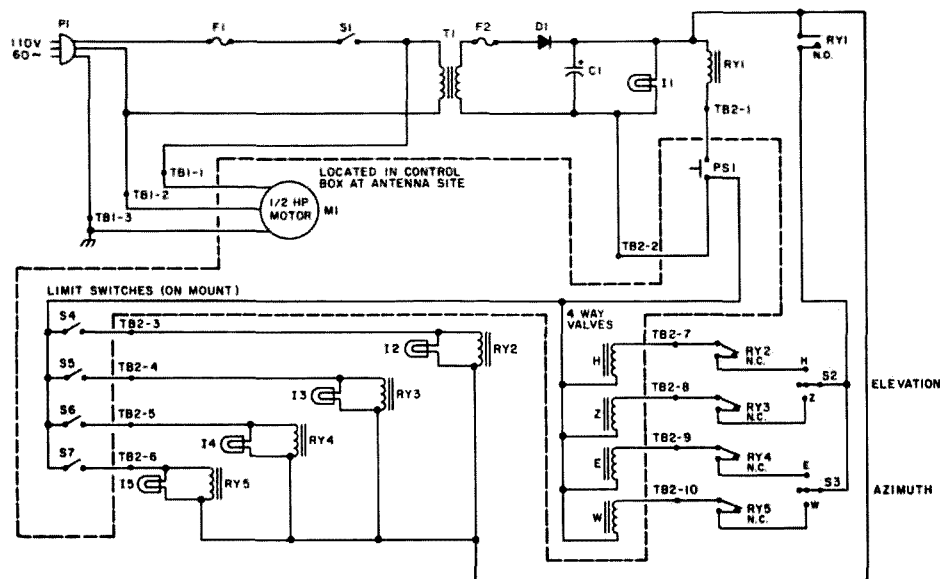 P1
F1
S1
T1
F2
D1
110V
60~
C1
I1
RY1
RY1
N.O.
TB2-1
TB1-1
LOCATED IN CONTROL
BOX AT ANTENNA SITE
PS1
TB1-2
1/2 HP
MOTOR
M1
TB1-3
TB2-2
LIMIT SWITCHES (ON MOUNT)
4 WAY
VALVES
S4
TB2-3
I2
RY2
TB2-7
H
RY2
N.C.
H
S2
Z
ELEVATION
S5
TB2-4
I3
RY3
TB2-8
Z
RY3
N.C.
S6
TB2-5
I4
RY4
TB2-9
E
RY4
N.C.
E
S3
W
AZIMUTH
S7
TB2-6
I5
RY5
TB2-10
W
RY5
N.C.